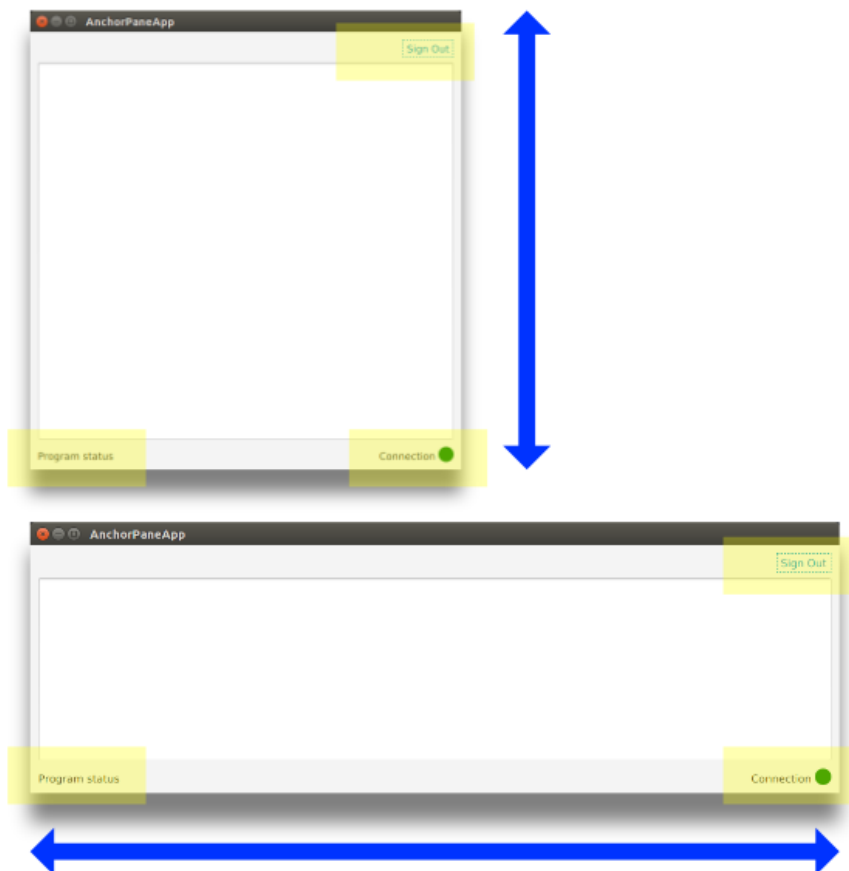 AnchorPaneApp
Sign Out
Program status
Connection
AnchorPaneApp
Sign Out
Program status
Connection